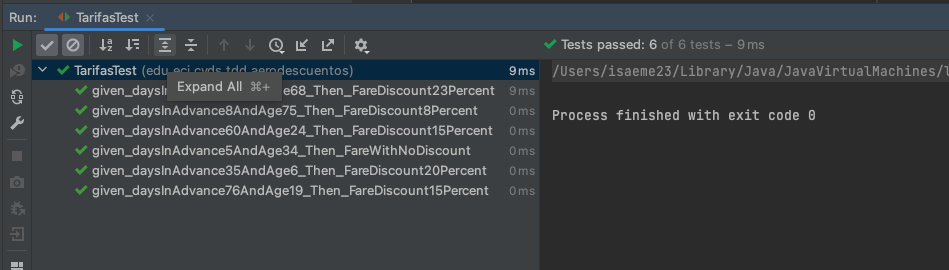 Run: TarifasTest ×
Tests passed: 6 of 6 tests – 9 ms
TarifasTest (edu.eci.cvds.tdd.aerodescuentos) 9 ms
/Users/isaeme23/Library/Java/JavaVirtualMachines/
Expand All ⌘+
given_daysIn e68_Then_FareDiscount23Percent 9 ms
given_daysInAdvance8AndAge75_Then_FareDiscount8Percent 0 ms
Process finished with exit code 0
given_daysInAdvance60AndAge24_Then_FareDiscount15Percent 0 ms
given_daysInAdvance5AndAge34_Then_FareWithNoDiscount 0 ms
given_daysInAdvance35AndAge6_Then_FareDiscount20Percent 0 ms
given_daysInAdvance76AndAge19_Then_FareDiscount15Percent 0 ms